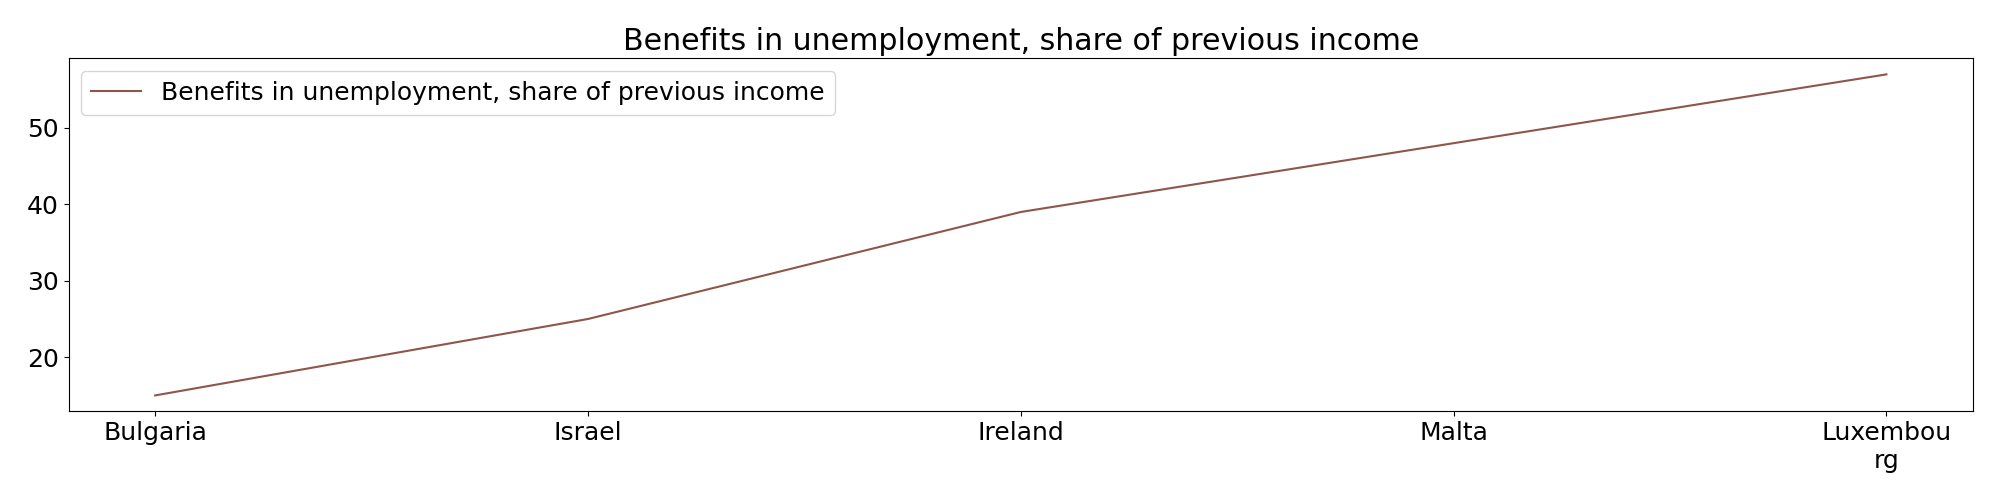 Benefits in unemployment, share of previous income
Benefits in unemployment, share of previous income
50
40
30
20
Bulgaria
Israel
Ireland
Malta
Luxembou
rg